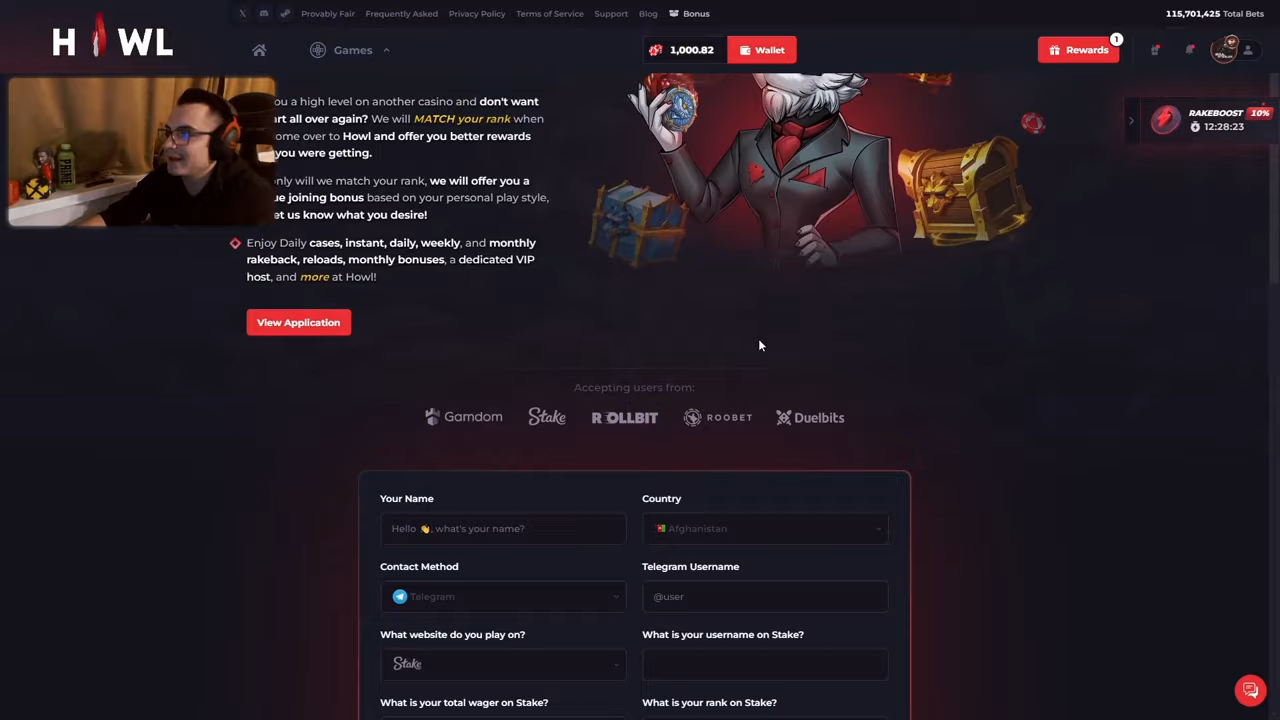 Provably Fair
Frequently Asked
Privacy Policy
Terms of Service
Support
Blog
Bonus
115,701,425 Total Bets
H WL
Games
1,000.82
Wallet
Rewards
1
u a high level on another casino and don't want
rt all over again? We will MATCH your rank when
ome over to Howl and offer you better rewards
you were getting.
only will we match your rank, we will offer you a
ue joining bonus based on your personal play style,
et us know what you desire!
Enjoy Daily cases, instant, daily, weekly, and monthly
rakeback, reloads, monthly bonuses, a dedicated VIP
host, and more at Howl!
View Application
RAKEBOOST 10%
12:28:23
Accepting users from:
Gamdom
Stake
ROLLBIT
ROOBET
Duelbits
Your Name
Country
Hello 👋, what's your name?
Afghanistan
Contact Method
Telegram Username
Telegram
@user
What website do you play on?
What is your username on Stake?
Stake
What is your total wager on Stake?
What is your rank on Stake?